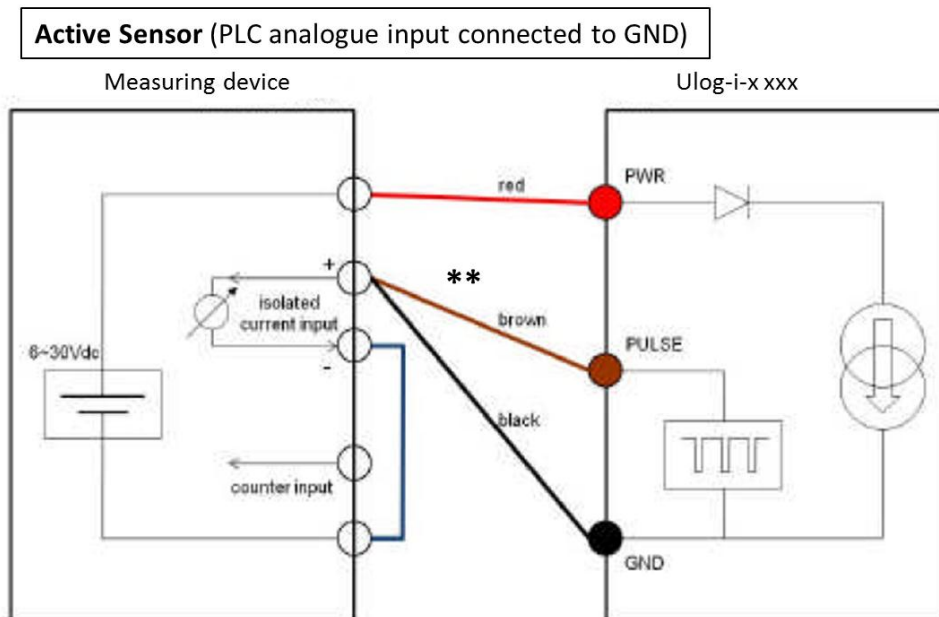 Active Sensor (PLC analogue input connected to GND)
Measuring device
Ulog-i-x xxx
red
PWR
+
**
isolated
current input
brown
6~30Vdc
PULSE
-
black
counter input
GND